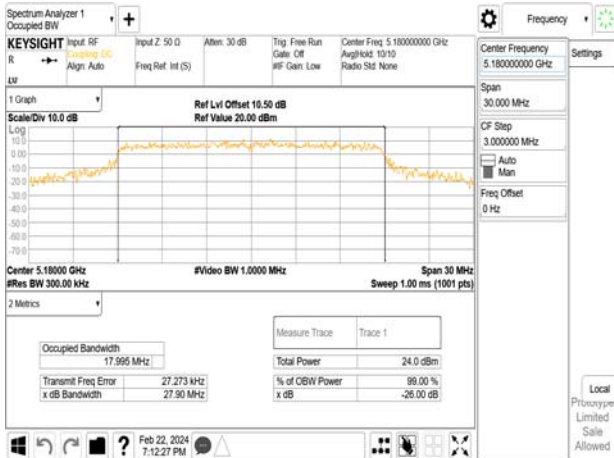 Spectrum Analyzer 1
Occupied BW
+
Frequency
KEYSIGHT
R
Input: RF
Coupling: DC
Align: Auto
Input Z: 50 Ω
Freq Ref: Int (S)
Atten: 30 dB
Trig: Free Run
Gate: Off
#IF Gain: Low
Center Freq: 5.180000000 GHz
Avg|Hold: 10/10
Radio Std: None
1 Graph
Scale/Div 10.0 dB
Ref Lvl Offset 10.50 dB
Ref Value 20.00 dBm
Log
10.0
0.00
-10.0
-20.0
-30.0
-40.0
-50.0
-60.0
-70.0
Center 5.18000 GHz
#Res BW 300.00 kHz
#Video BW 1.0000 MHz
Span 30 MHz
Sweep 1.00 ms (1001 pts)
2 Metrics
Measure Trace
Trace 1
Occupied Bandwidth
17.995 MHz
Total Power
24.0 dBm
Transmit Freq Error
27.273 kHz
% of OBW Power
99.00 %
x dB Bandwidth
27.90 MHz
x dB
-26.00 dB
Center Frequency
5.180000000 GHz
Settings
Span
30.000 MHz
CF Step
3.000000 MHz
Auto
Man
Freq Offset
0 Hz
Local
Prototype
Limited
Sale
Allowed
?
Feb 22, 2024
7:12:27 PM